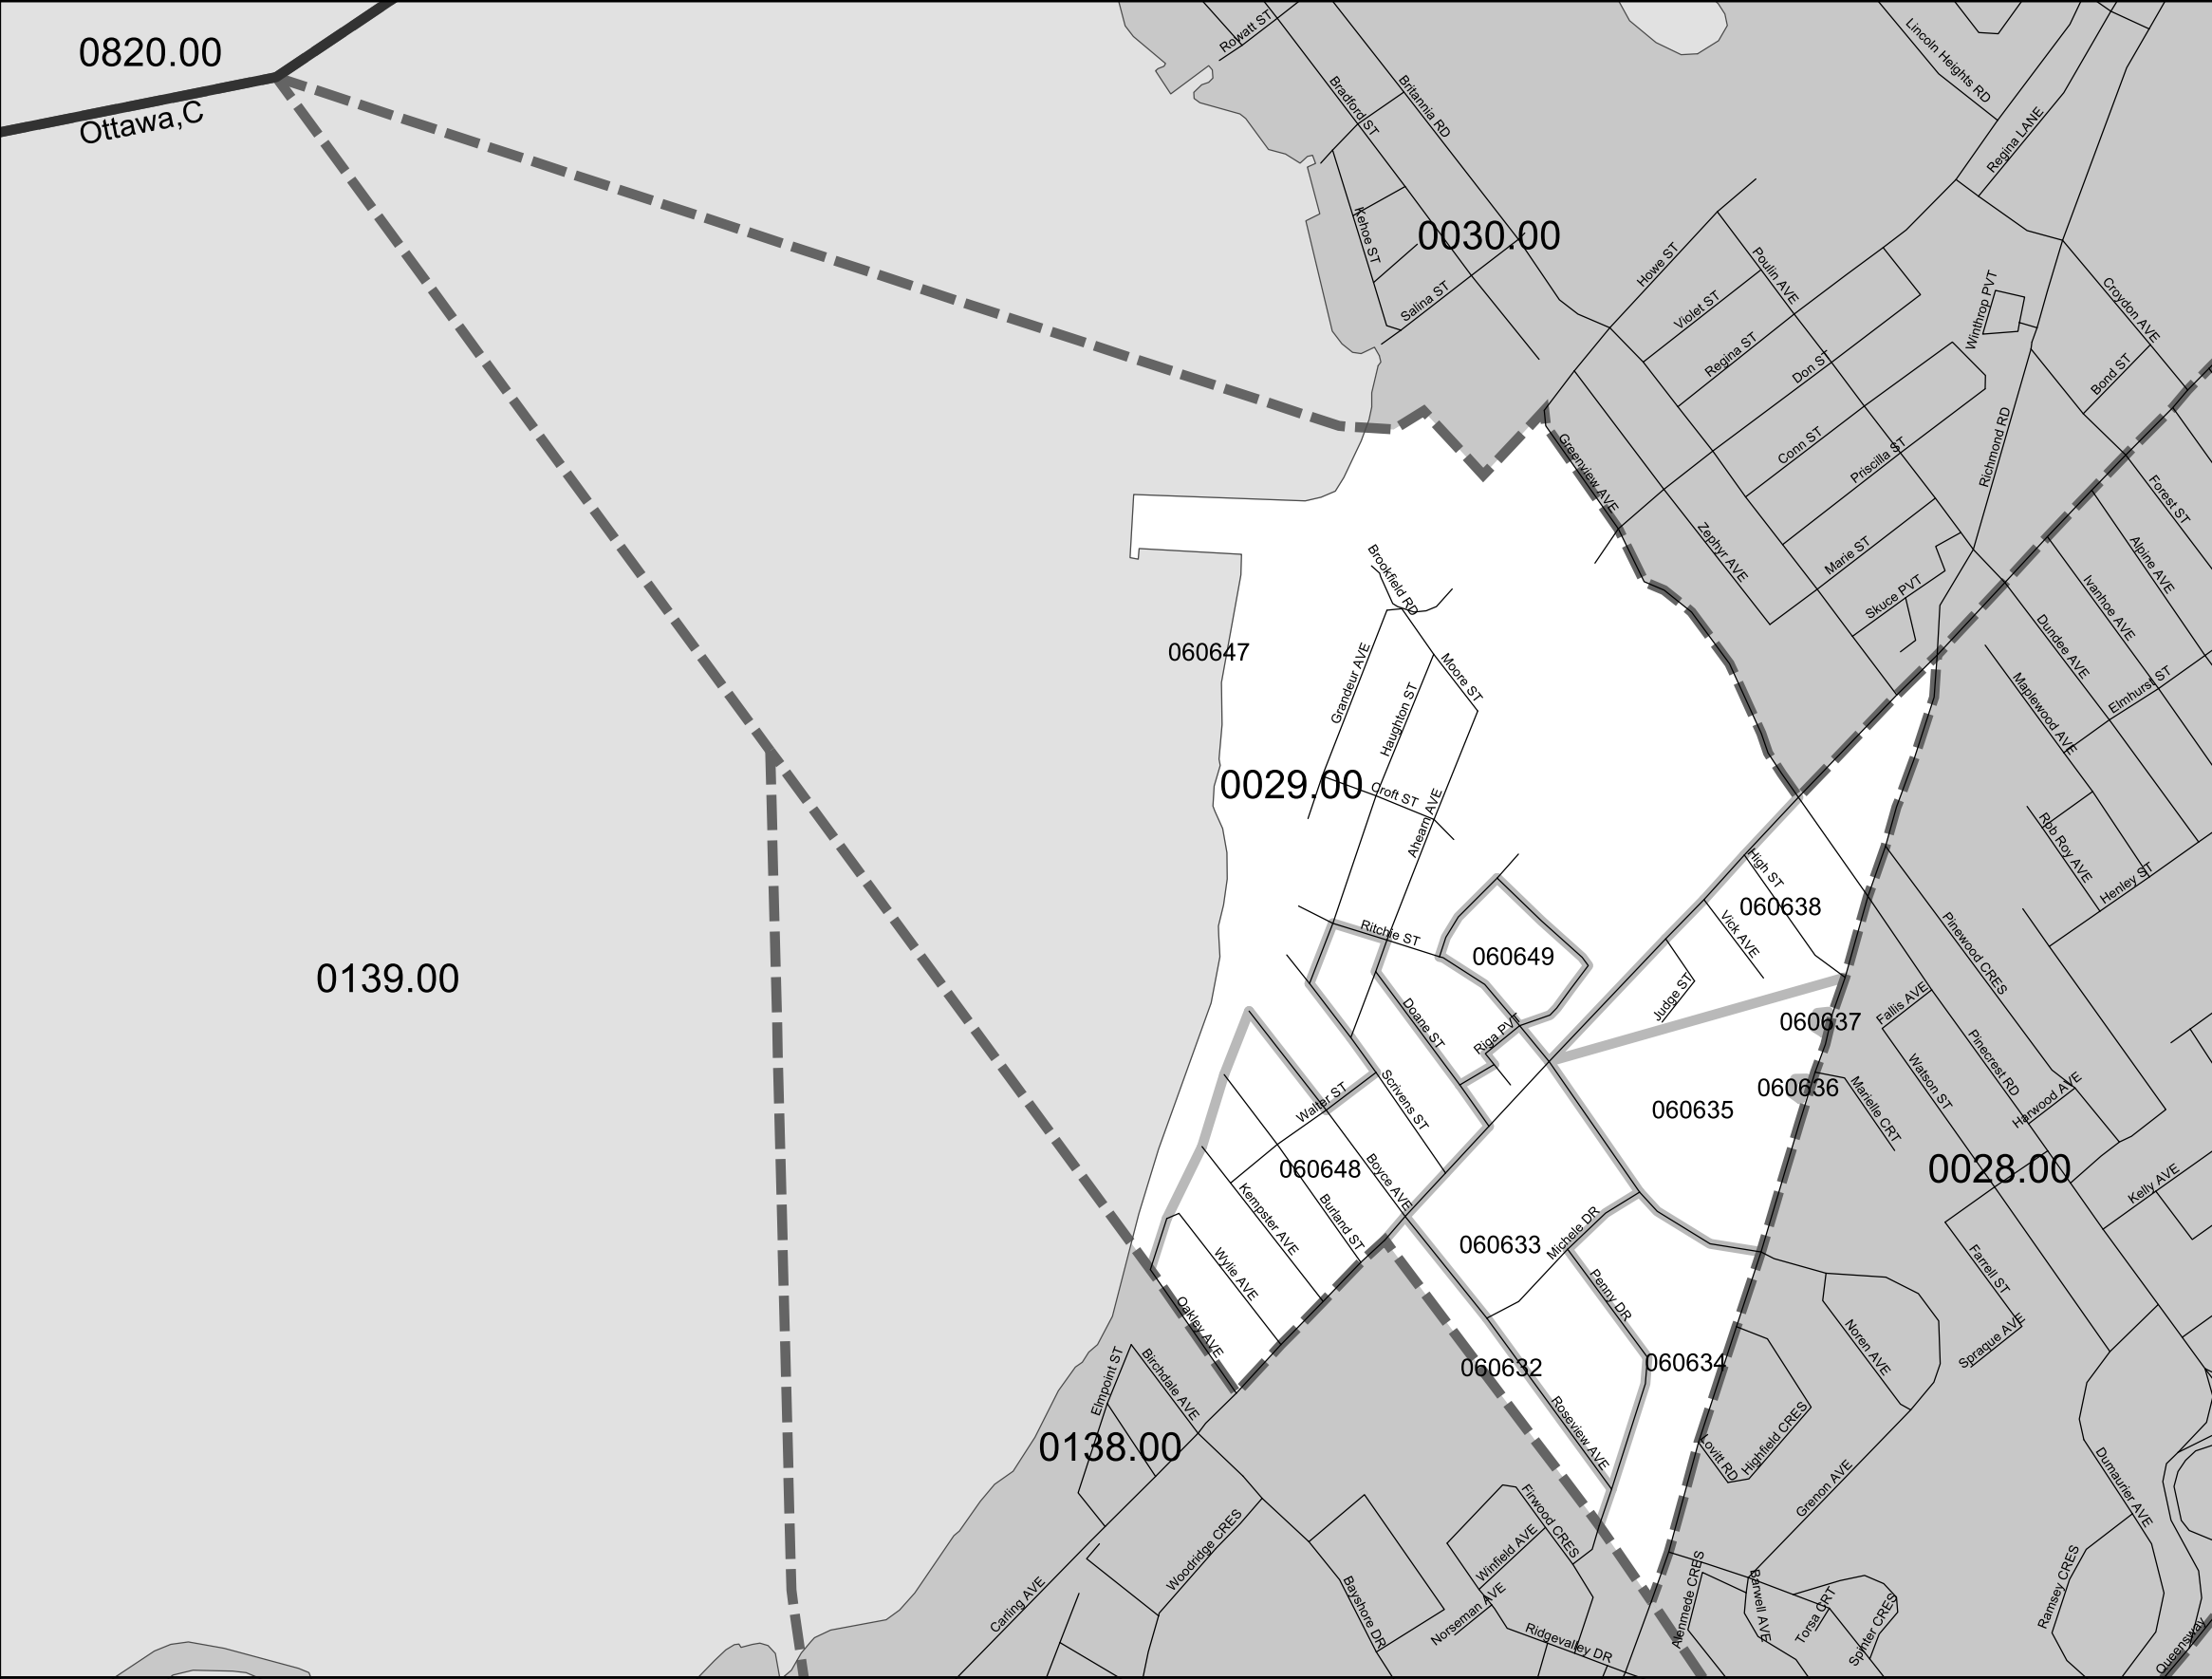 0820.00
Ottawa,C
Rowatt ST
Bradford ST
Britannia RD
Lincoln Heights RD
Regina LANE
Kehoe ST
0030.00
Salina ST
Howe ST
Violet ST
Poulin AVE
Regina ST
Don ST
Winthrop PVT
Croydon AVE
Bond ST
Greenview AVE
Conn ST
Priscilla ST
Richmond RD
Forest ST
Zephyr AVE
Marie ST
Skuce PVT
Alpine AVE
Ivanhoe AVE
Dundee AVE
Elmhurst ST
Maplewood AVE
Brookfield RD
060647
Grandeur AVE
Haughton ST
Moore ST
0029.00
Croft ST
Ahearn AVE
Rob Roy AVE
Henley ST
High ST
060638
Vick AVE
Ritchie ST
060649
Pinewood CRES
0139.00
Judge ST
Fallis AVE
060637
Doane ST
Riga PVT
Pinecrest RD
Watson ST
060636
Marielle CRT
Harwood AVE
060635
Walter ST
Scrivens ST
060648
Boyce AVE
0028.00
Kelly AVE
Kempster AVE
Burland ST
060633
Michele DR
Wylie AVE
Penny DR
Farrell ST
Oakley AVE
Noren AVE
Spraque AVE
060632
060634
Elmpoint ST
Birchdale AVE
Roseview AVE
0138.00
Lovitt RD
Highfield CRES
Grenon AVE
Dumaurier AVE
Firwood CRES
Woodridge CRES
Winfield AVE
Carling AVE
Bayshore DR
Norseman AVE
Ridgevalley DR
Alenmede CRES
Barwell AVE
Torsa CRT
Spinter CRES
Ramsey CRES
Queensway